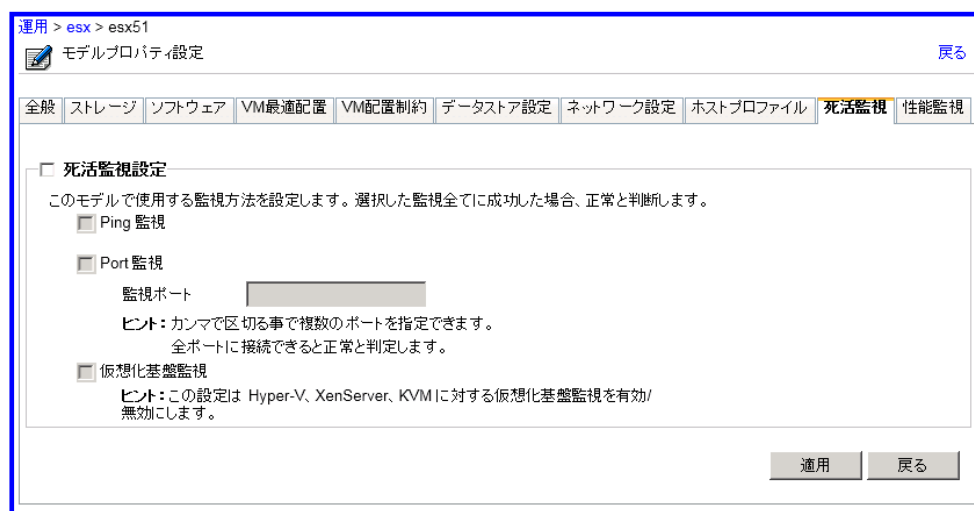 運用 > esx > esx51
モデルプロパティ設定
戻る
全般 ストレージ ソフトウェア VM最適配置 VM配置制約 データストア設定 ネットワーク設定 ホストプロファイル 死活監視 性能監視
死活監視設定
このモデルで使用する監視方法を設定します。選択した監視全てに成功した場合、正常と判断します。
Ping 監視
Port 監視
監視ポート
ヒント：カンマで区切る事で複数のポートを指定できます。
全ポートに接続できると正常と判定します。
仮想化基盤監視
ヒント：この設定は Hyper-V、XenServer、KVM に対する仮想化基盤監視を有効/
無効にします。
適用 戻る